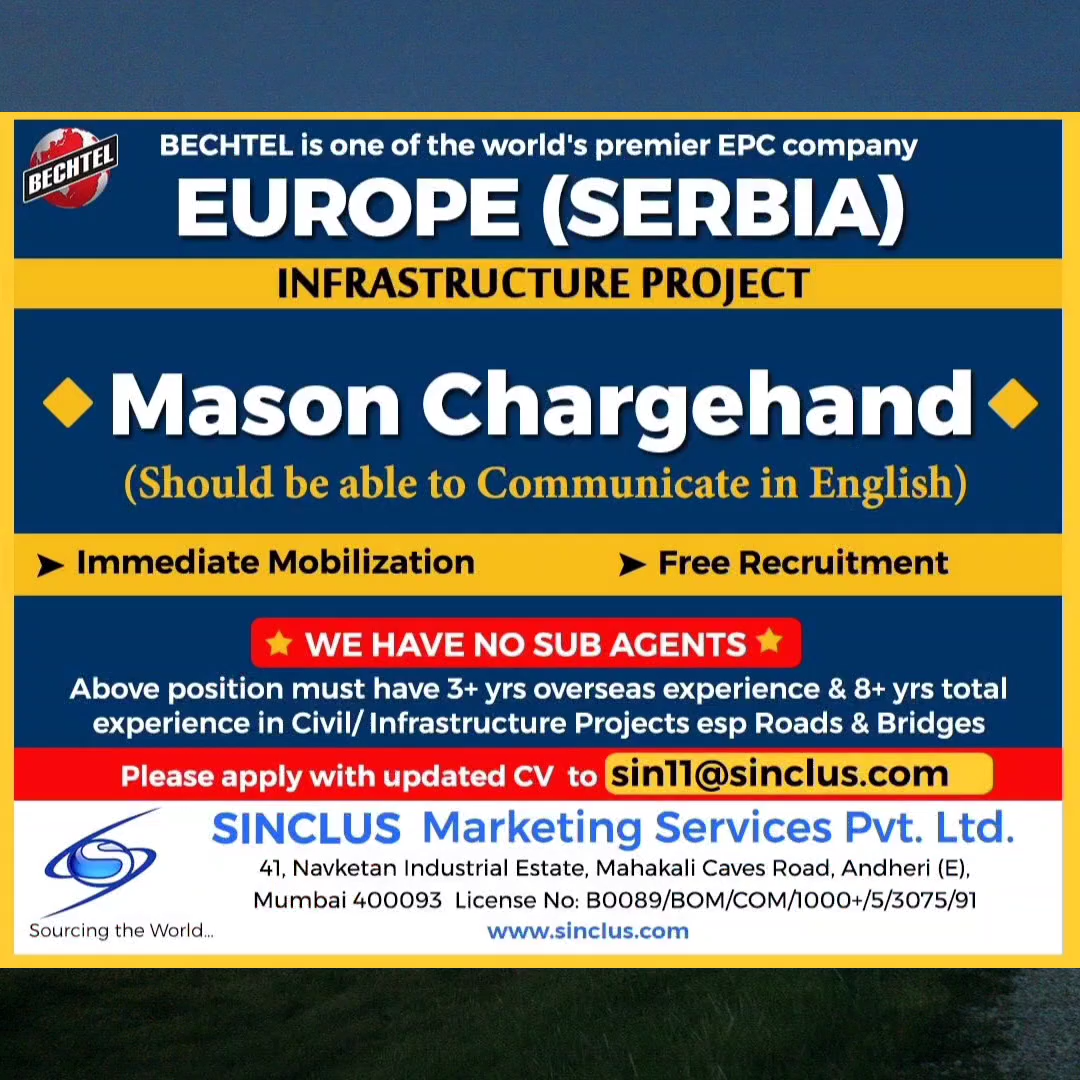 BECHTEL
BECHTEL is one of the world's premier EPC company
EUROPE (SERBIA)
INFRASTRUCTURE PROJECT
Mason Chargehand
(Should be able to Communicate in English)
➤ Immediate Mobilization ➤ Free Recruitment
WE HAVE NO SUB AGENTS
Above position must have 3+ yrs overseas experience & 8+ yrs total
experience in Civil/ Infrastructure Projects esp Roads & Bridges
Please apply with updated CV to sin11@sinclus.com
SINCLUS Marketing Services Pvt. Ltd.
41, Navketan Industrial Estate, Mahakali Caves Road, Andheri (E),
Mumbai 400093 License No: B0089/BOM/COM/1000+/5/3075/91
Sourcing the World...
www.sinclus.com